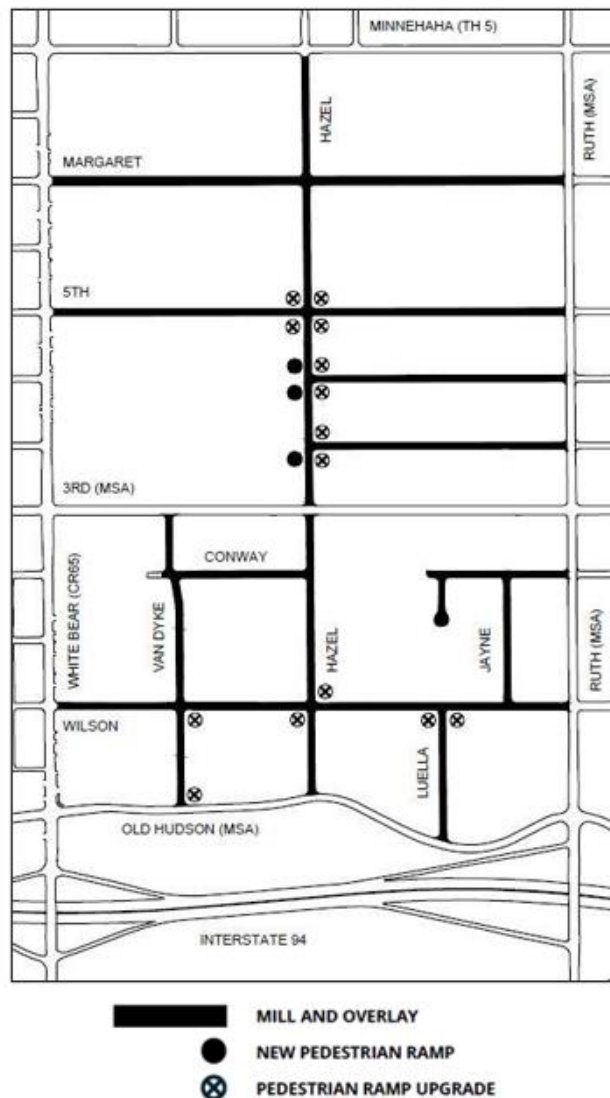 MINNEHAHA (TH 5)
HAZEL
RUTH (MSA)
MARGARET
5TH
3RD (MSA)
CONWAY
WHITE BEAR (CR65)
VAN DYKE
HAZEL
JAYNE
RUTH (MSA)
WILSON
LUELLA
OLD HUDSON (MSA)
INTERSTATE 94
MILL AND OVERLAY
NEW PEDESTRIAN RAMP
PEDESTRIAN RAMP UPGRADE